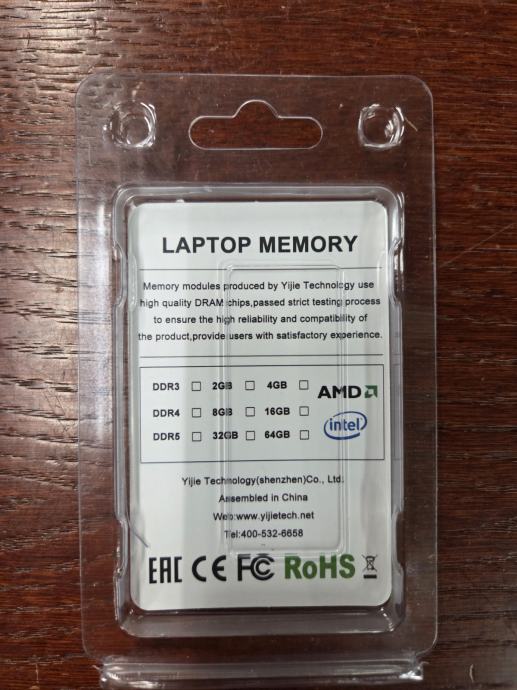 LAPTOP MEMORY
Memory modules produced by Yijie Technology use
high quality DRAM chips,passed strict testing process
to ensure the high reliability and compatibility of
the product,provide users with satisfactory experience.
DDR3 ☐ 2GB ☐ 4GB ☐ AMD
DDR4 ☐ 8GB ☐ 16GB ☐
DDR5 ☐ 32GB ☐ 64GB ☐ intel
Yijie Technology(shenzhen)Co., Ltd.
Assembled in China
Web:www.yijietech.net
Tel:400-532-6658
EAC CE FC RoHS